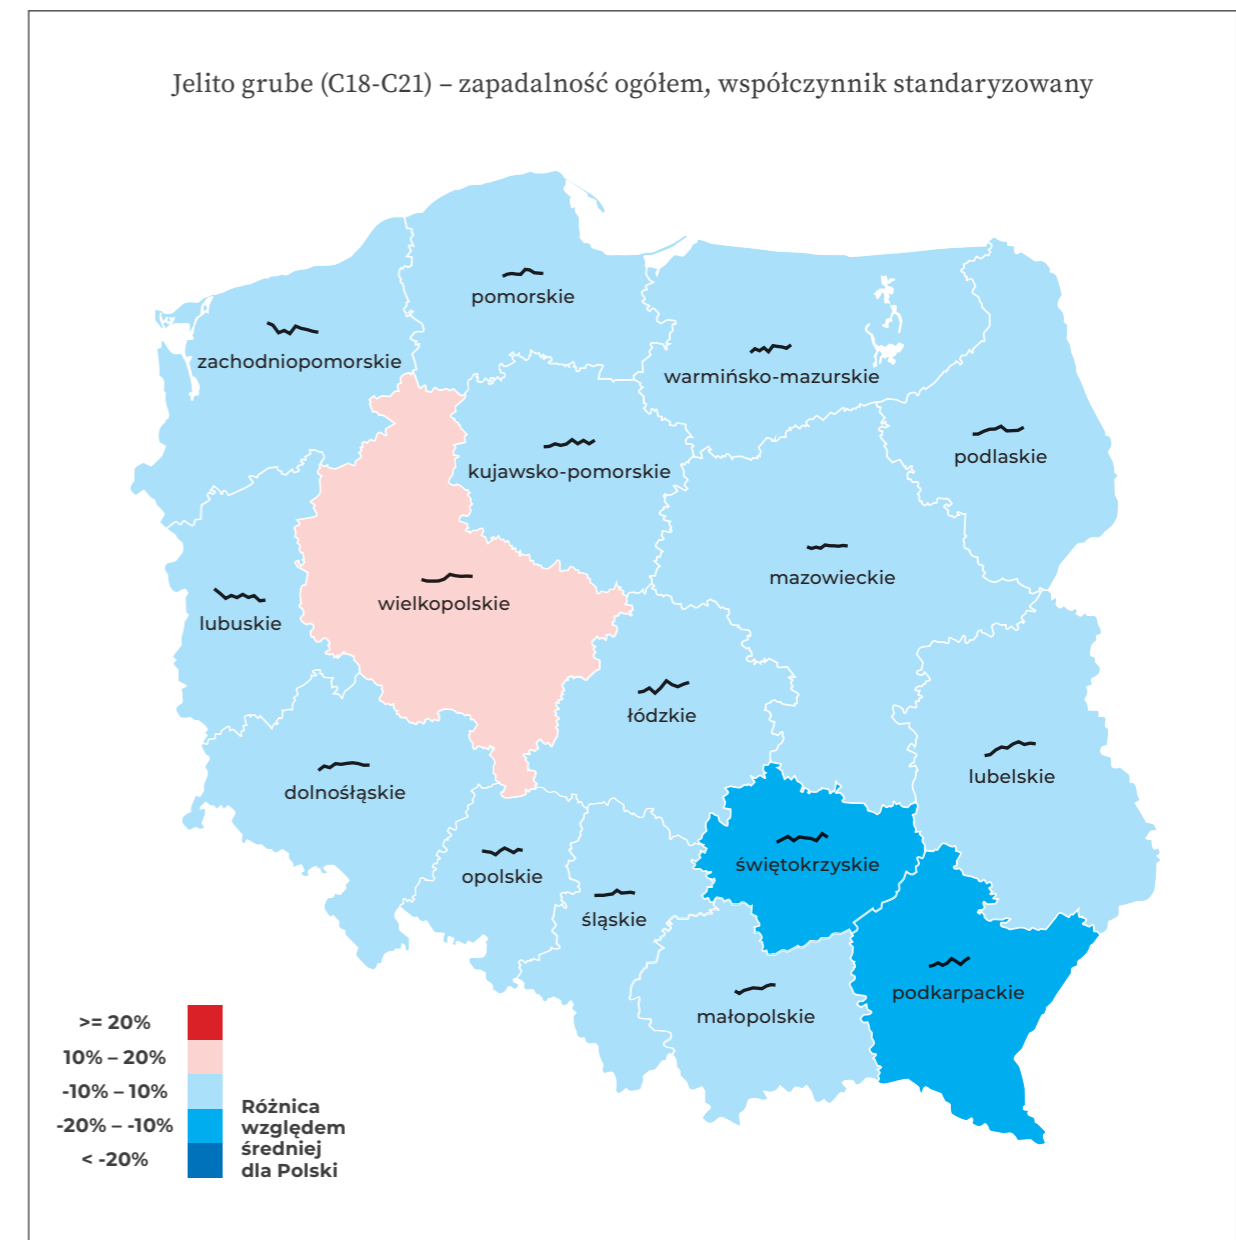 Jelito grube (C18-C21) – zapadalność ogółem, współczynnik standaryzowany
pomorskie
zachodniopomorskie
warmińsko-mazurskie
kujawsko-pomorskie
podlaskie
mazowieckie
wielkopolskie
lubuskie
łódzkie
lubelskie
dolnośląskie
świętokrzyskie
opolskie
śląskie
podkarpackie
małopolskie
>= 20%
10% – 20%
-10% – 10%
-20% – -10%
< -20%
Różnica
względem
średniej
dla Polski